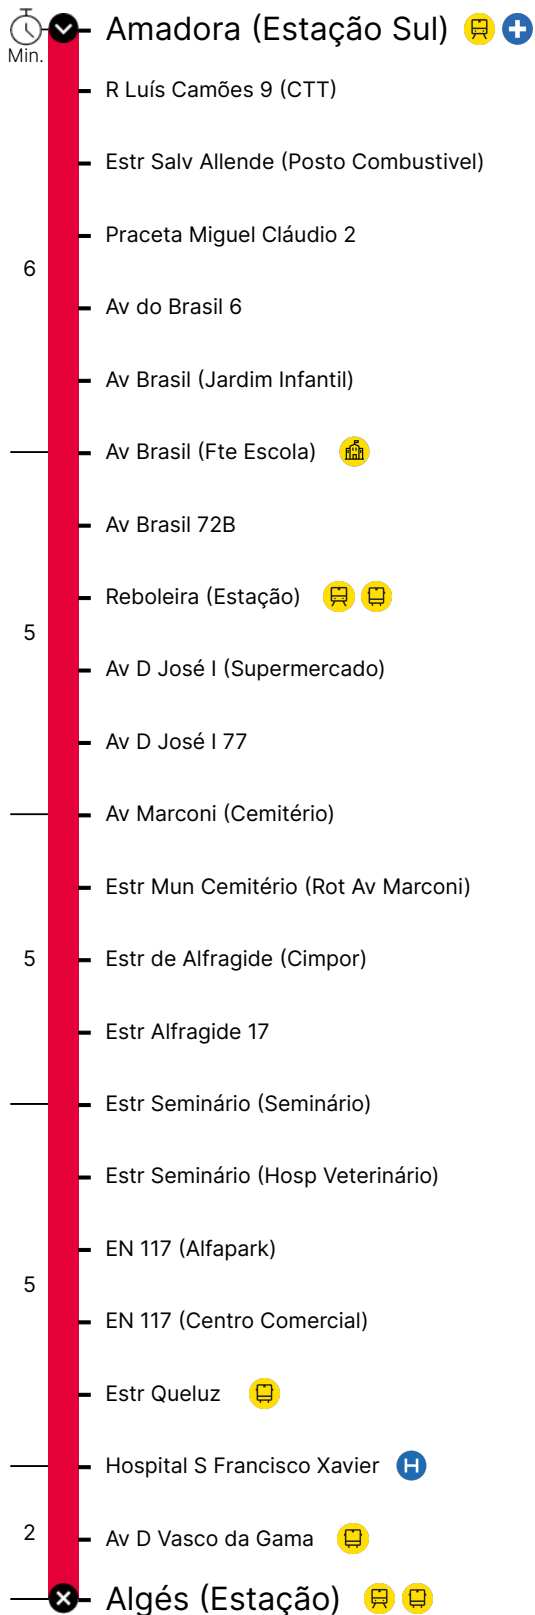 Amadora (Estação Sul)
Min.
R Luís Camões 9 (CTT)
Estr Salv Allende (Posto Combustivel)
Praceta Miguel Cláudio 2
6
Av do Brasil 6
Av Brasil (Jardim Infantil)
Av Brasil (Fte Escola)
Av Brasil 72B
Reboleira (Estação)
5
Av D José I (Supermercado)
Av D José I 77
Av Marconi (Cemitério)
Estr Mun Cemitério (Rot Av Marconi)
5
Estr de Alfragide (Cimpor)
Estr Alfragide 17
Estr Seminário (Seminário)
Estr Seminário (Hosp Veterinário)
EN 117 (Alfapark)
5
EN 117 (Centro Comercial)
Estr Queluz
Hospital S Francisco Xavier H
2
Av D Vasco da Gama
Algés (Estação)